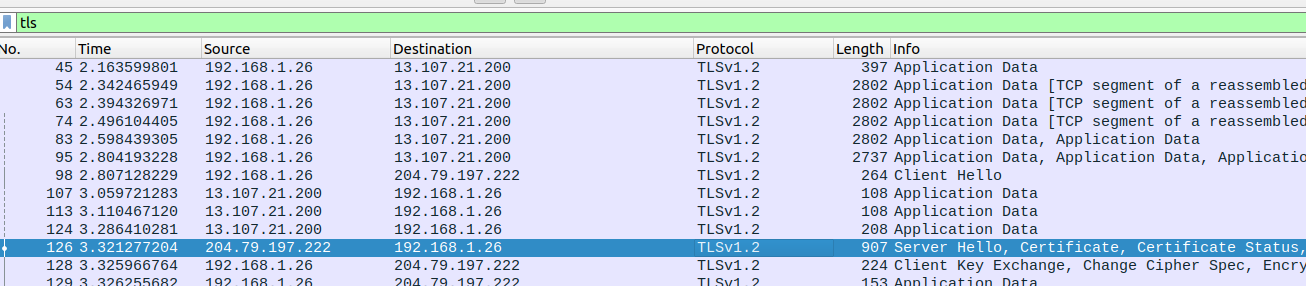 tls
No. Time Source Destination Protocol Length Info
45 2.163599801 192.168.1.26 13.107.21.200 TLSv1.2 397 Application Data
54 2.342465949 192.168.1.26 13.107.21.200 TLSv1.2 2802 Application Data [TCP segment of a reassembled
63 2.394326971 192.168.1.26 13.107.21.200 TLSv1.2 2802 Application Data [TCP segment of a reassembled
74 2.496104405 192.168.1.26 13.107.21.200 TLSv1.2 2802 Application Data [TCP segment of a reassembled
83 2.598439305 192.168.1.26 13.107.21.200 TLSv1.2 2802 Application Data, Application Data
95 2.804193228 192.168.1.26 13.107.21.200 TLSv1.2 2737 Application Data, Application Data, Applicatio
98 2.807128229 192.168.1.26 204.79.197.222 TLSv1.2 264 Client Hello
107 3.059721283 13.107.21.200 192.168.1.26 TLSv1.2 108 Application Data
113 3.110467120 13.107.21.200 192.168.1.26 TLSv1.2 108 Application Data
124 3.286410281 13.107.21.200 192.168.1.26 TLSv1.2 208 Application Data
126 3.321277204 204.79.197.222 192.168.1.26 TLSv1.2 907 Server Hello, Certificate, Certificate Status,
128 3.325966764 192.168.1.26 204.79.197.222 TLSv1.2 224 Client Key Exchange, Change Cipher Spec, Encry
129 3.326255682 192.168.1.26 204.79.197.222 TLSv1.2 153 Application Data